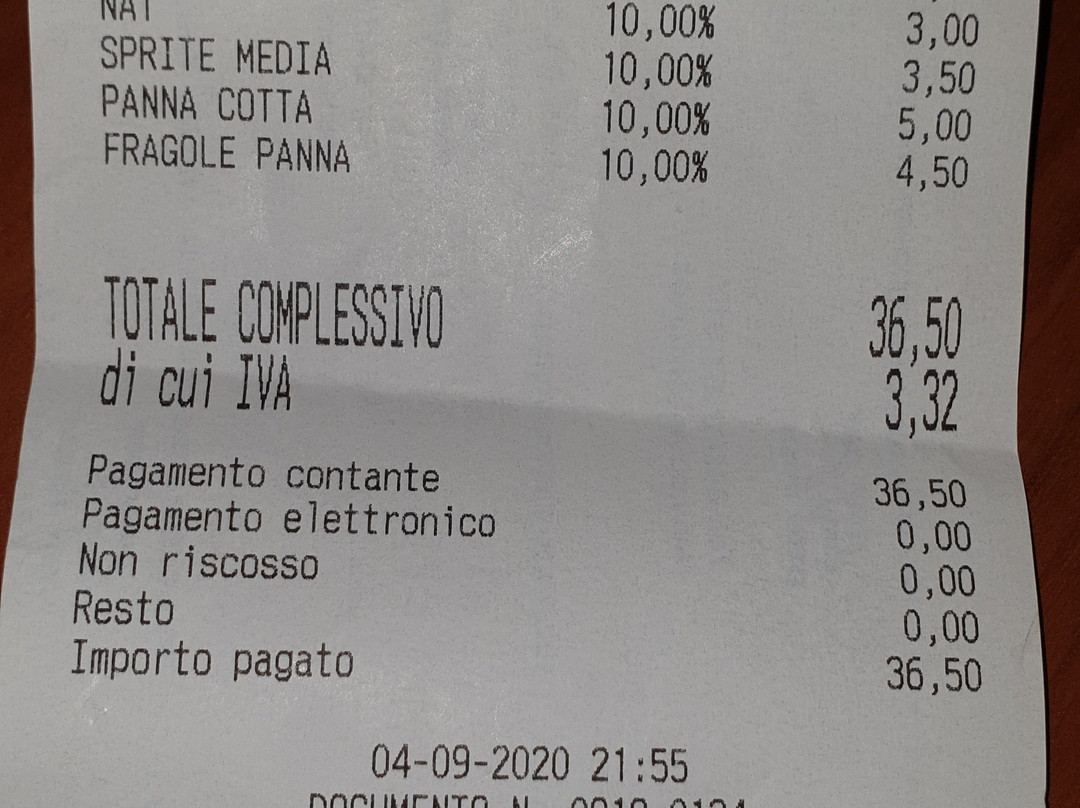 NAT 10,00% 3,00
SPRITE MEDIA 10,00% 3,50
PANNA COTTA 10,00% 5,00
FRAGOLE PANNA 10,00% 4,50
TOTALE COMPLESSIVO 36,50
di cui IVA 3,32
Pagamento contante 36,50
Pagamento elettronico 0,00
Non riscosso 0,00
Resto 0,00
Importo pagato 36,50
04-09-2020 21:55
DOCUMENTO N.